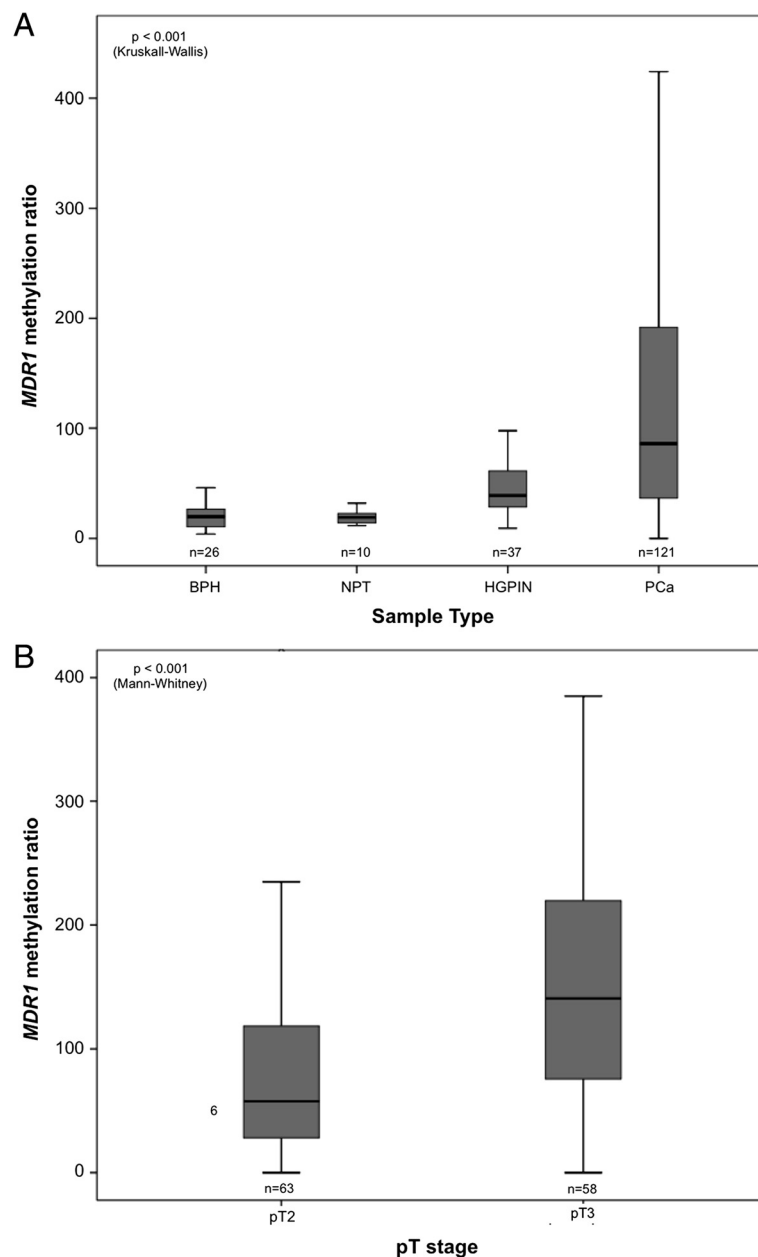 A
p < 0.001
(Kruskall-Wallis)
MDR1 methylation ratio
400
300
200
100
0
n=26
n=10
n=37
n=121
BPH
NPT
HGPIN
PCa
Sample Type
B
p < 0.001
(Mann-Whitney)
MDR1 methylation ratio
400
300
200
100
6
0
n=63
n=58
pT2
pT3
pT stage